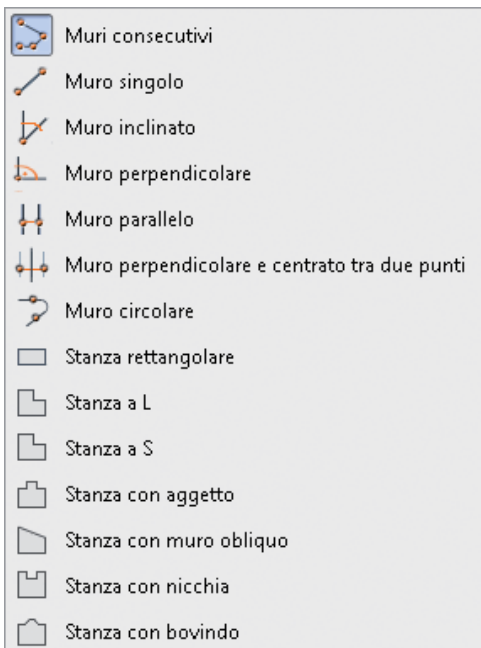 Muri consecutivi
Muro singolo
Muro inclinato
Muro perpendicolare
Muro parallelo
Muro perpendicolare e centrato tra due punti
Muro circolare
Stanza rettangolare
Stanza a L
Stanza a S
Stanza con aggetto
Stanza con muro obliquo
Stanza con nicchia
Stanza con bovindo